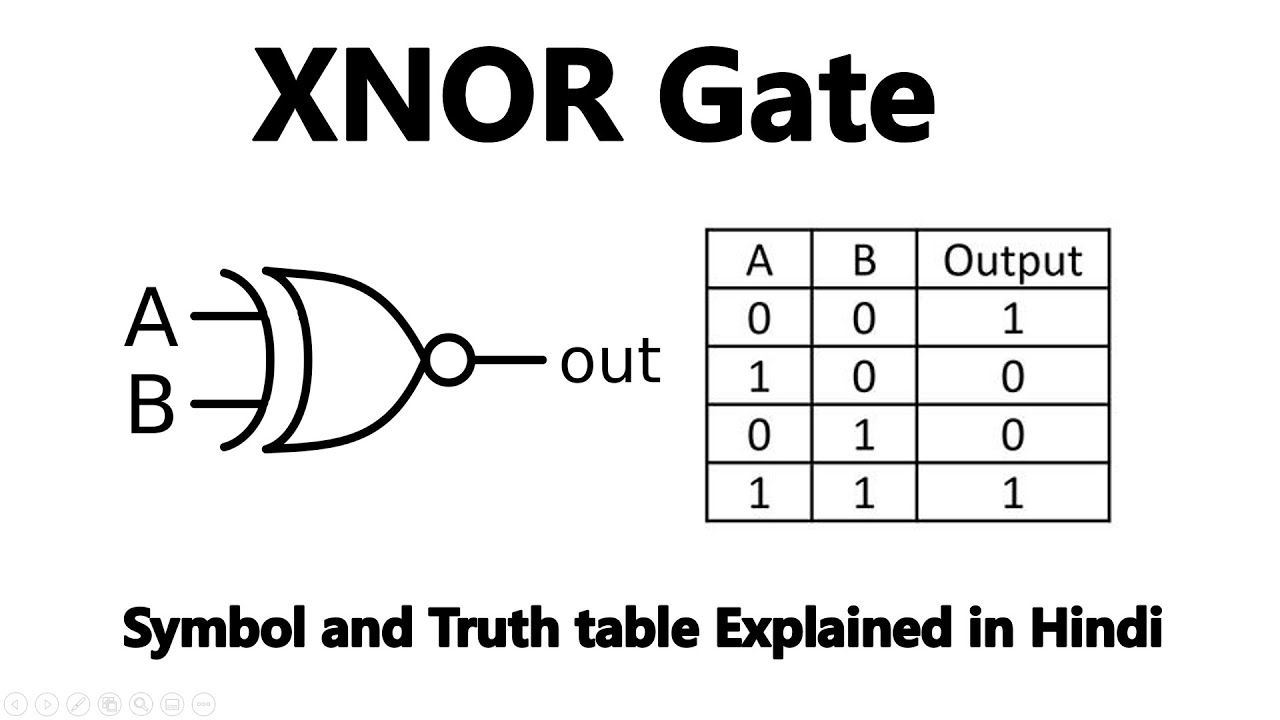 XNOR Gate
A
B
out
A B Output
0 0 1
1 0 0
0 1 0
1 1 1
Symbol and Truth table Explained in Hindi